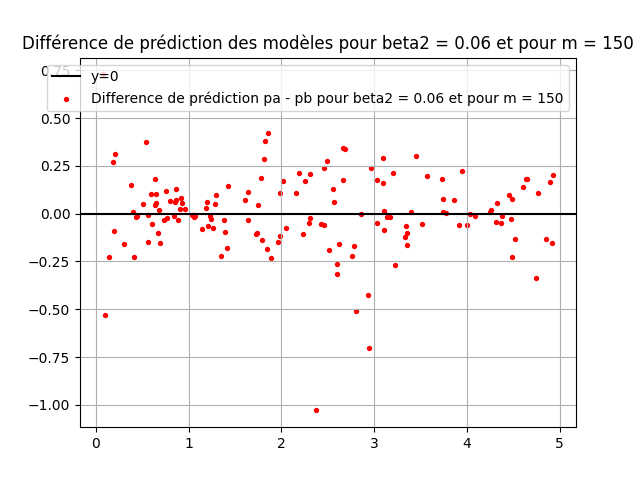 Différence de prédiction des modèles pour beta2 = 0.06 et pour m = 150
y=0
Difference de prédiction pa - pb pour beta2 = 0.06 et pour m = 150
0.75
0.50
0.25
0.00
−0.25
−0.50
−0.75
−1.00
0 1 2 3 4 5